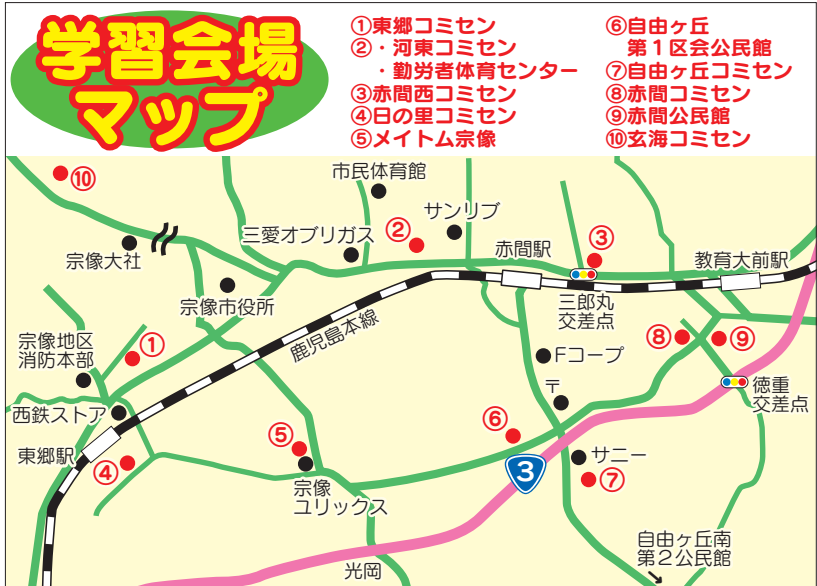 学習会場
マップ
①東郷コミセン
②・河東コミセン
・勤労者体育センター
③赤間西コミセン
④日の里コミセン
⑤メイトム宗像
⑥自由ヶ丘
第１区会公民館
⑦自由ヶ丘コミセン
⑧赤間コミセン
⑨赤間公民館
⑩玄海コミセン
⑩
市民体育館
サンリブ
②
三愛オブリガス
赤間駅
③
教育大前駅
宗像大社
宗像市役所
三郎丸
交差点
鹿児島本線
宗像地区
消防本部
①
Fコープ
⑧
⑨
〒
徳重
交差点
西鉄ストア
⑥
東郷駅
④
⑤
宗像
ユリックス
3
サニー
⑦
自由ヶ丘南
第２公民館
光岡